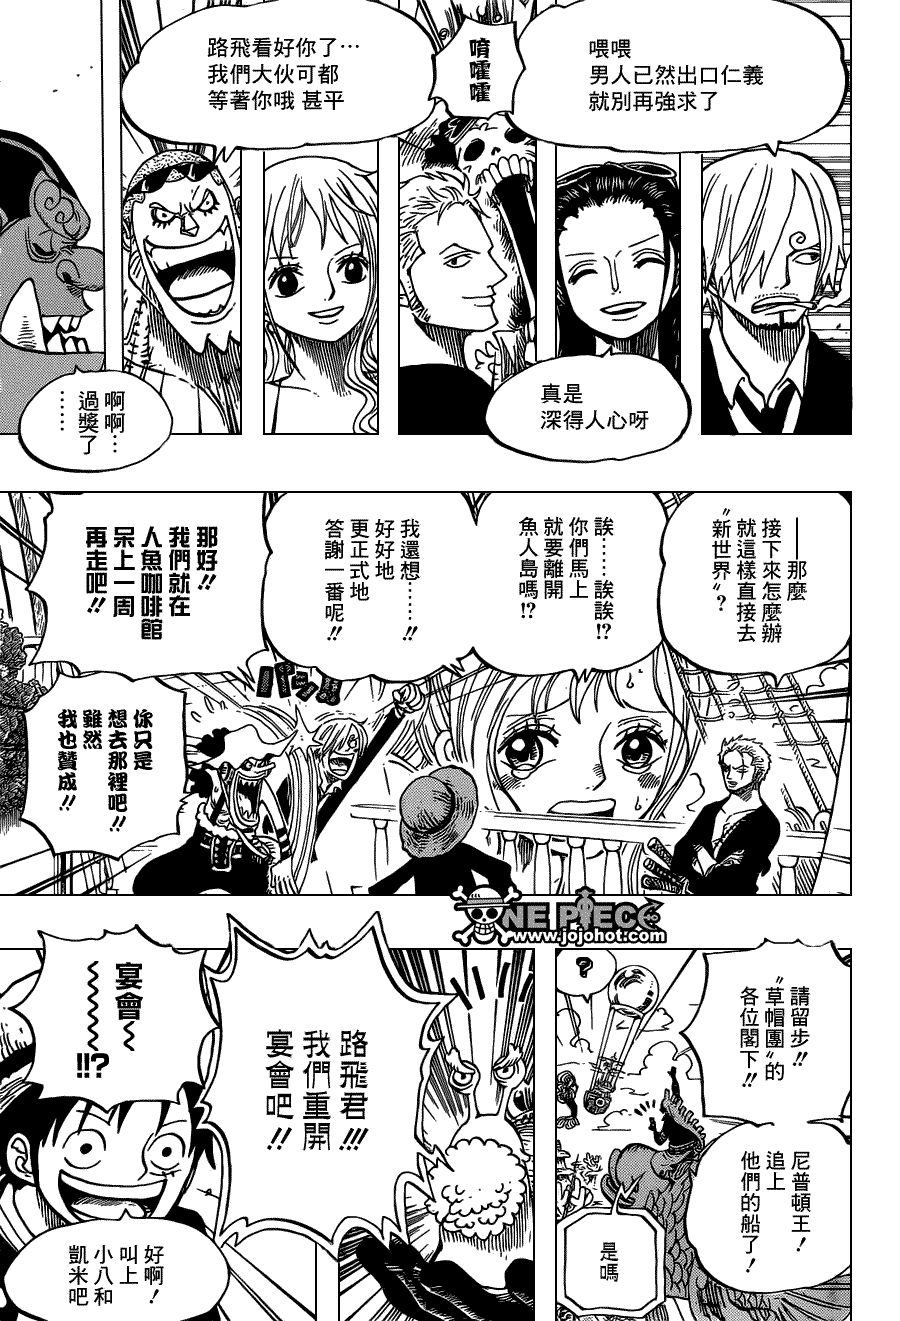 喂喂
男人已然出口仁義
就別再強求了
噴嚯嚯
路飛看好你了…
我們大伙可都
等著你哦 甚平
真是
深得人心呀
啊啊…
過獎了
……
——那麼
接下來怎麼辦
就這樣直接去
〝新世界〞?
誒……誒誒!?
你們馬上
就要離開
魚人島嗎!?
我還想……!!
好好地
更正式地
答謝一番呢!!
那好!!
我們就在
人魚咖啡館
呆上一周
再走吧!!
バッ!!
你只是
想去那裡吧!!
雖然
我也贊成!!
ONE PIECE
www.jojohot.com
請留步!!
〝草帽團〞的
各位閣下!!
?
尼普頓王!
追上
他們的船了!
是嗎
路飛君!!!
我們重開
宴會吧!!
宴會~
~~~~!!?
好啊!
叫上
小八和
凱米吧